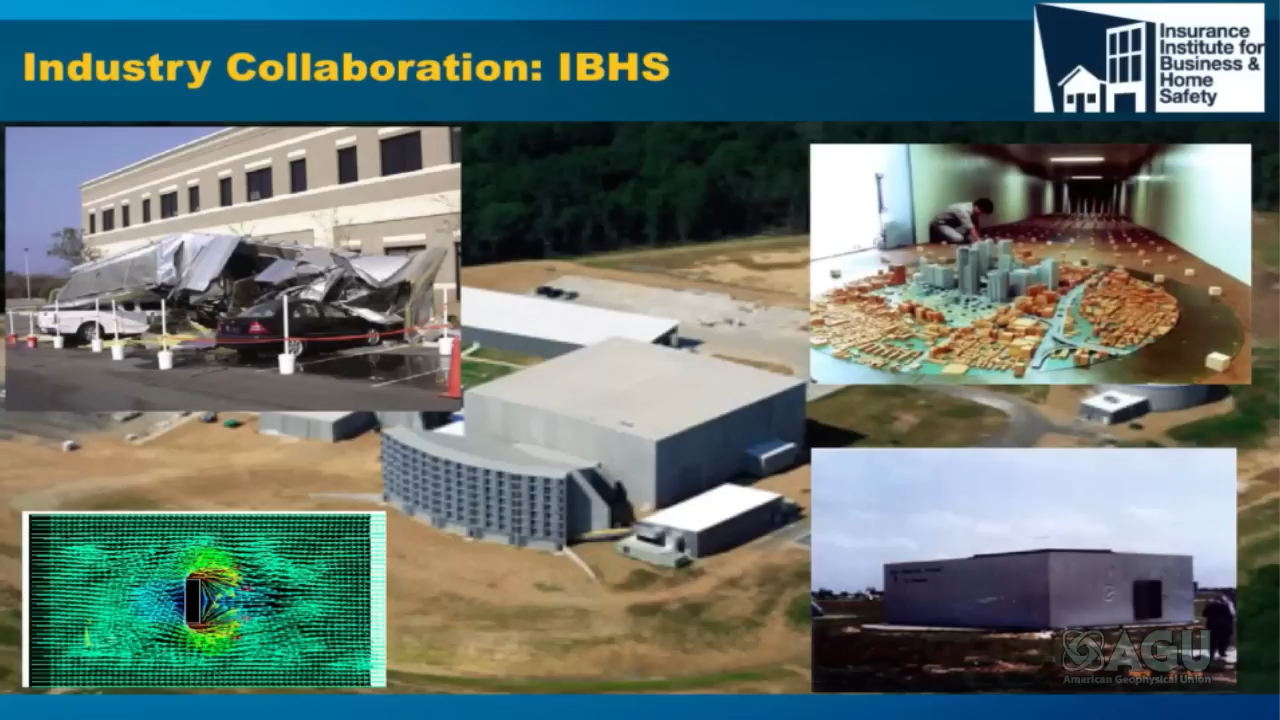 Industry Collaboration: IBHS
Insurance
Institute for
Business &
Home
Safety
AGU
American Geophysical Union